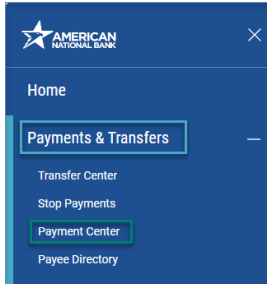 AMERICAN
NATIONAL BANK
Home
Payments & Transfers
Transfer Center
Stop Payments
Payment Center
Payee Directory